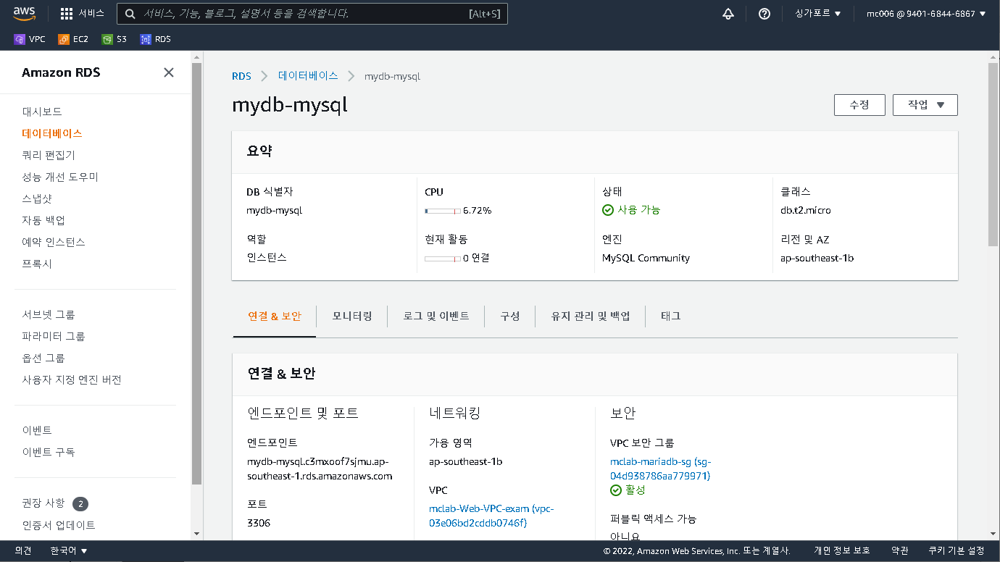 aws
서비스
서비스, 기능, 블로그, 설명서 등을 검색합니다.
[Alt+S]
싱가포르
mc006 @ 9401-6844-6867
VPC
EC2
S3
RDS
Amazon RDS
대시보드
데이터베이스
쿼리 편집기
성능 개선 도우미
스냅샷
자동 백업
예약 인스턴스
프록시
서브넷 그룹
파라미터 그룹
옵션 그룹
사용자 지정 엔진 버전
이벤트
이벤트 구독
권장 사항 2
인증서 업데이트
RDS
데이터베이스
mydb-mysql
mydb-mysql
수정
작업
요약
DB 식별자
mydb-mysql
CPU
6.72%
상태
사용 가능
클래스
db.t2.micro
역할
인스턴스
현재 활동
0 연결
엔진
MySQL Community
리전 및 AZ
ap-southeast-1b
연결 & 보안
모니터링
로그 및 이벤트
구성
유지 관리 및 백업
태그
연결 & 보안
엔드포인트 및 포트
엔드포인트
mydb-mysql.c3mxoof7sjmu.ap-
southeast-1.rds.amazonaws.com
포트
3306
네트워킹
가용 영역
ap-southeast-1b
VPC
mclab-Web-VPC-exam (vpc-
03e06bd2cddb0746f)
보안
VPC 보안 그룹
mclab-mariadb-sg (sg-
04d938786aa779971)
활성
퍼블릭 액세스 가능
아니요
의견
한국어
© 2022, Amazon Web Services, Inc. 또는 계열사.
개인 정보 보호
약관
쿠키 기본 설정